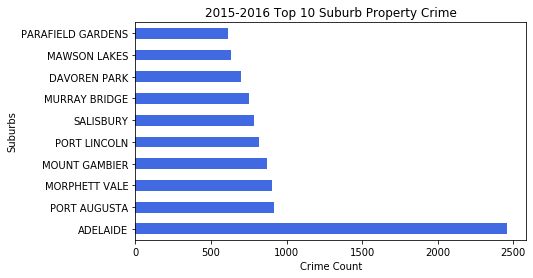 2015-2016 Top 10 Suburb Property Crime
PARAFIELD GARDENS
MAWSON LAKES
DAVOREN PARK
MURRAY BRIDGE
SALISBURY
PORT LINCOLN
MOUNT GAMBIER
MORPHETT VALE
PORT AUGUSTA
ADELAIDE
Suburbs
0 500 1000 1500 2000 2500
Crime Count